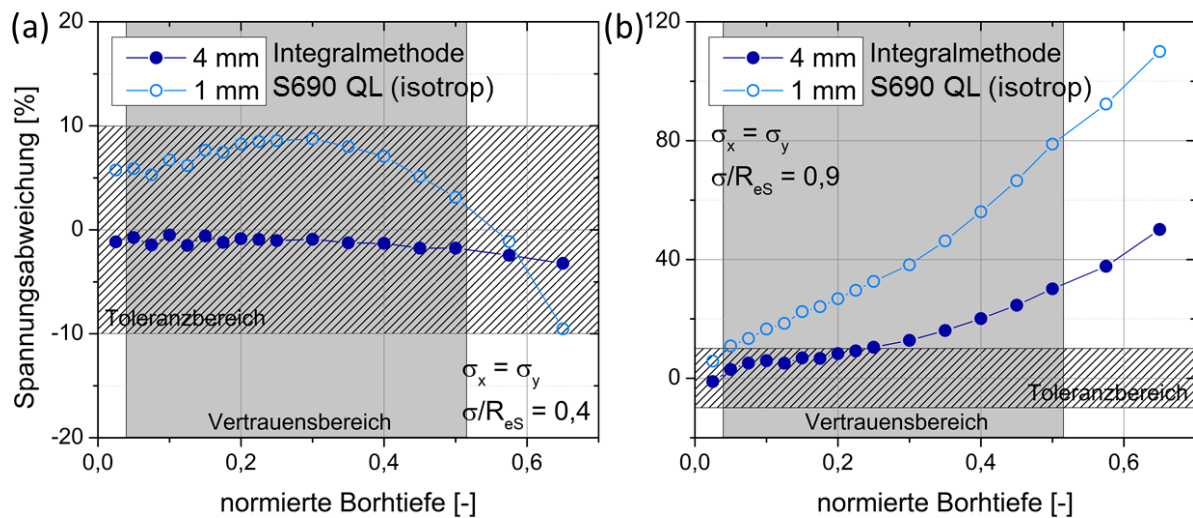 (a)
20
10
0
-10
-20
Spannungsabweichung [%]
4 mm
1 mm
Integralmethode
S690 QL (isotrop)
Toleranzbereich
σx = σy
σ/ReS = 0,4
Vertrauensbereich
0,0 0,2 0,4 0,6
normierte Borhtiefe [-]
(b)
120
80
40
0
4 mm
1 mm
Integralmethode
S690 QL (isotrop)
σx = σy
σ/ReS = 0,9
Toleranzbereich
Vertrauensbereich
0,0 0,2 0,4 0,6
normierte Borhtiefe [-]